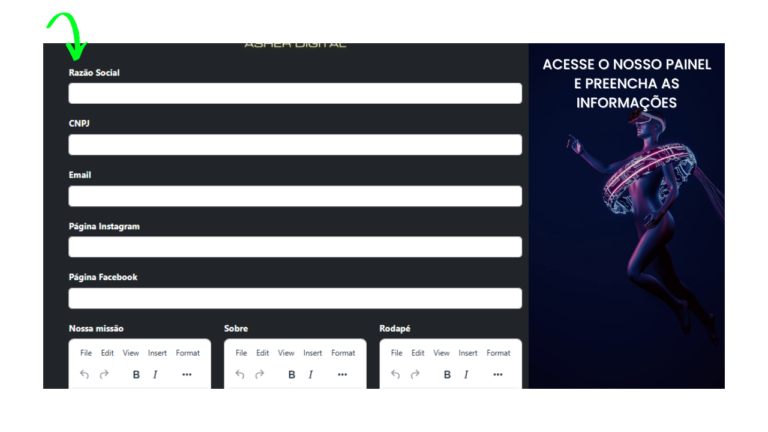 ASHER DIGITAL
Razão Social
CNPJ
Email
Página Instagram
Página Facebook
Nossa missão
File Edit View Insert Format
B I
Sobre
File Edit View Insert Format
B I
Rodapé
File Edit View Insert Format
B I
ACESSE O NOSSO PAINEL
E PREENCHA AS
INFORMAÇÕES